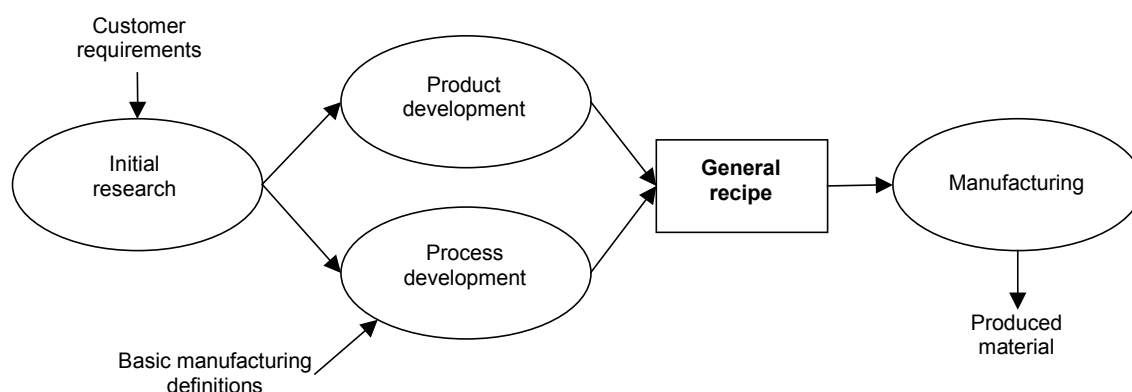 Customer
requirements
Product
development
Initial
research
General
recipe
Manufacturing
Process
development
Produced
material
Basic manufacturing
definitions